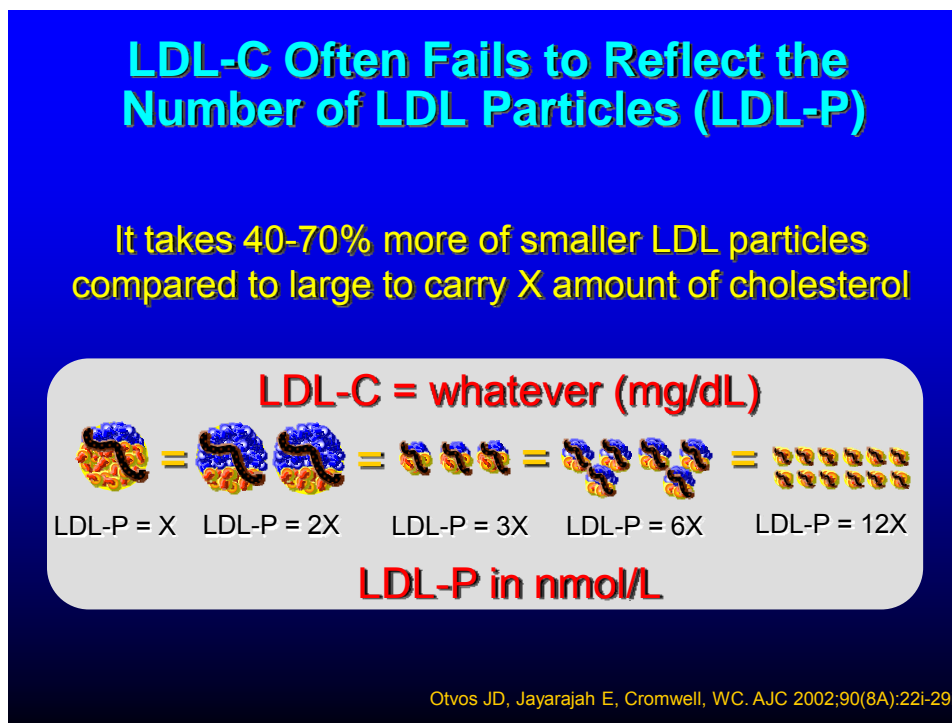 LDL-C Often Fails to Reflect the
Number of LDL Particles (LDL-P)
It takes 40-70% more of smaller LDL particles
compared to large to carry X amount of cholesterol
LDL-C = whatever (mg/dL)
= = = =
LDL-P = X LDL-P = 2X LDL-P = 3X LDL-P = 6X LDL-P = 12X
LDL-P in nmol/L
Otvos JD, Jayarajah E, Cromwell, WC. AJC 2002;90(8A):22i-29